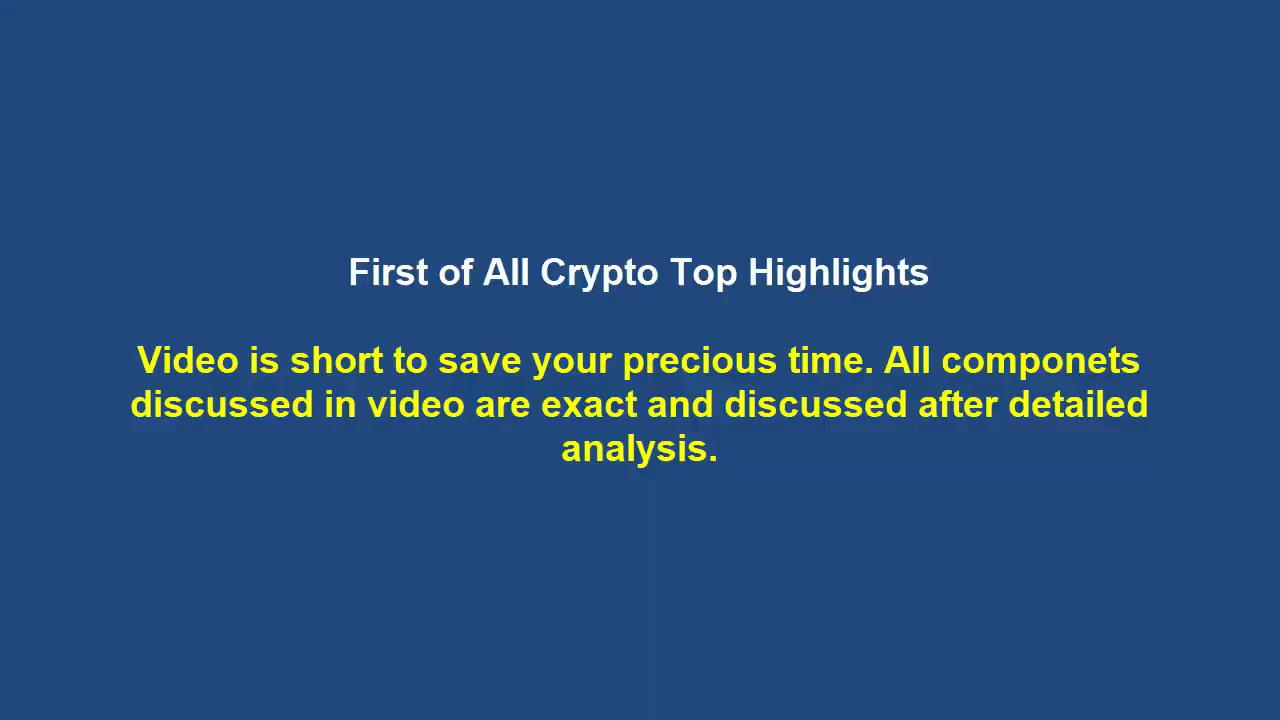 First of All Crypto Top Highlights
Video is short to save your precious time. All componets
discussed in video are exact and discussed after detailed
analysis.